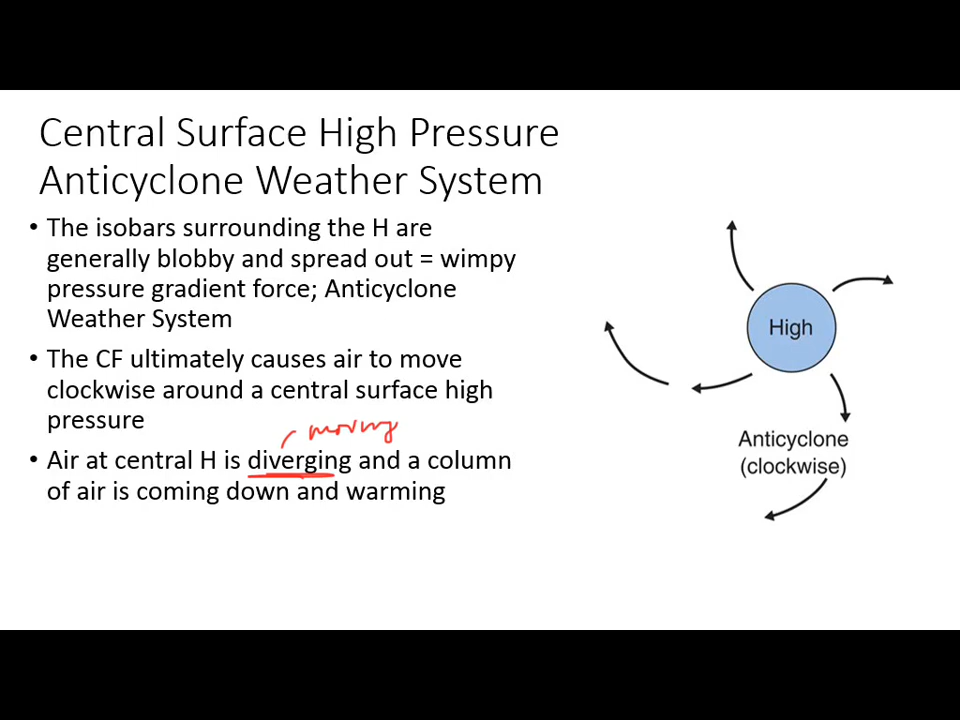 Central Surface High Pressure
Anticyclone Weather System
• The isobars surrounding the H are
generally blobby and spread out = wimpy
pressure gradient force; Anticyclone
Weather System
• The CF ultimately causes air to move
clockwise around a central surface high
pressure
moving
• Air at central H is diverging and a column
of air is coming down and warming
High
Anticyclone
(clockwise)